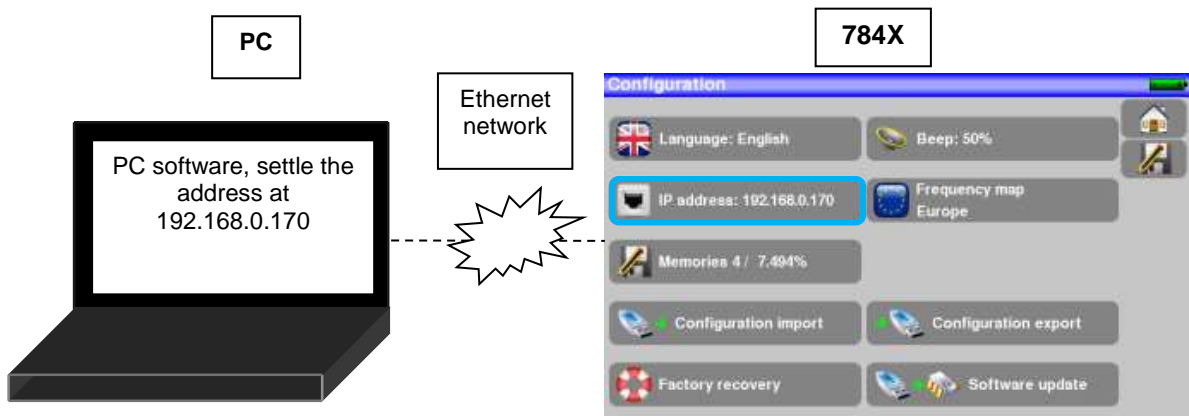 PC
784X
Ethernet
network
PC software, settle the
address at
192.168.0.170
Configuration
Language: English
Beep: 50%
IP address: 192.168.0.170
Frequency map
Europe
Memories 4 / 7.494%
Configuration import
Configuration export
Factory recovery
Software update